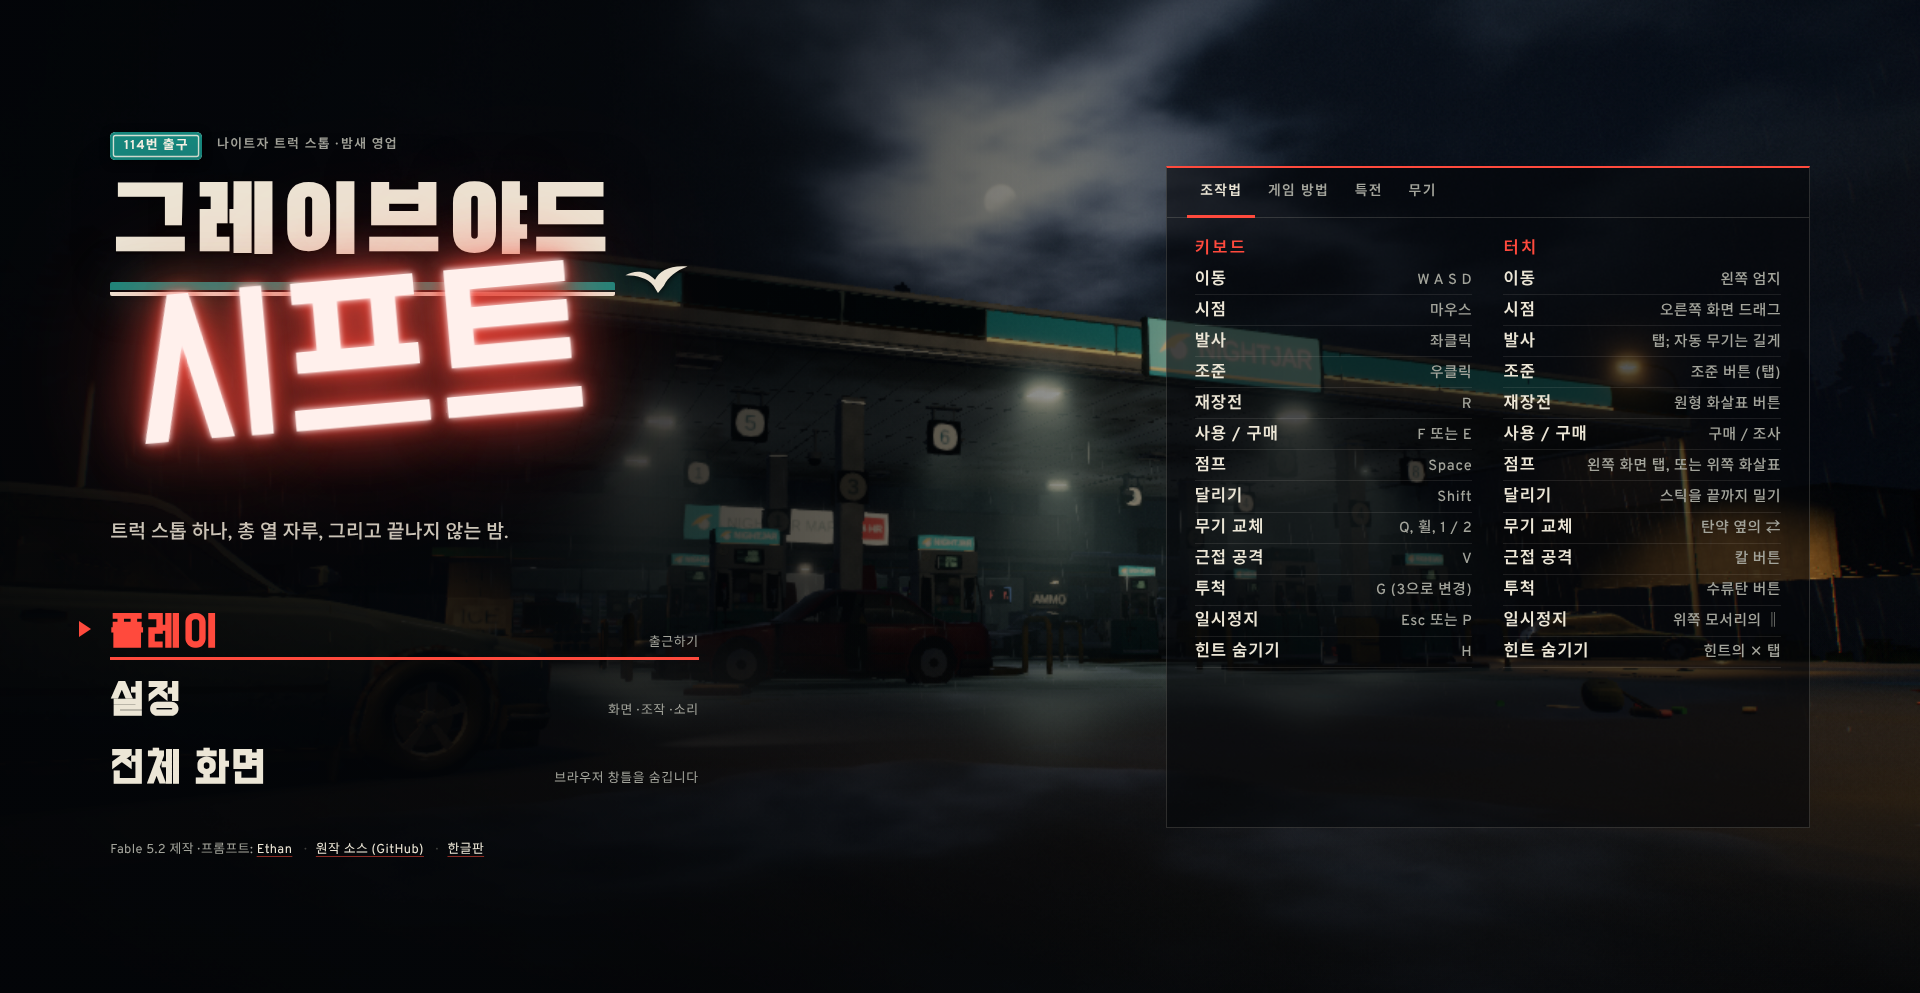 114번 출구 나이트자 트럭 스톱 · 밤새 영업
그레이브야드
시프트
트럭 스톱 하나, 총 열 자루, 그리고 끝나지 않는 밤.
플레이 출근하기
설정 화면 · 조작 · 소리
전체 화면 브라우저 창틀을 숨깁니다
Fable 5.2 제작 · 프롬프트: Ethan · 원작 소스 (GitHub) · 한글판
조작법 게임 방법 특전 무기
키보드
이동 W A S D
시점 마우스
발사 좌클릭
조준 우클릭
재장전 R
사용 / 구매 F 또는 E
점프 Space
달리기 Shift
무기 교체 Q, 휠, 1 / 2
근접 공격 V
투척 G (3으로 변경)
일시정지 Esc 또는 P
힌트 숨기기 H
터치
이동 왼쪽 엄지
시점 오른쪽 화면 드래그
발사 탭; 자동 무기는 길게
조준 조준 버튼 (탭)
재장전 원형 화살표 버튼
사용 / 구매 구매 / 조사
점프 왼쪽 화면 탭, 또는 위쪽 화살표
달리기 스틱을 끝까지 밀기
무기 교체 탄약 옆의 ⇄
근접 공격 칼 버튼
투척 수류탄 버튼
일시정지 위쪽 모서리의 ‖
힌트 숨기기 힌트의 × 탭
NIGHTJAR
5
6
3
NIGHTJAR
AMMO
ICE